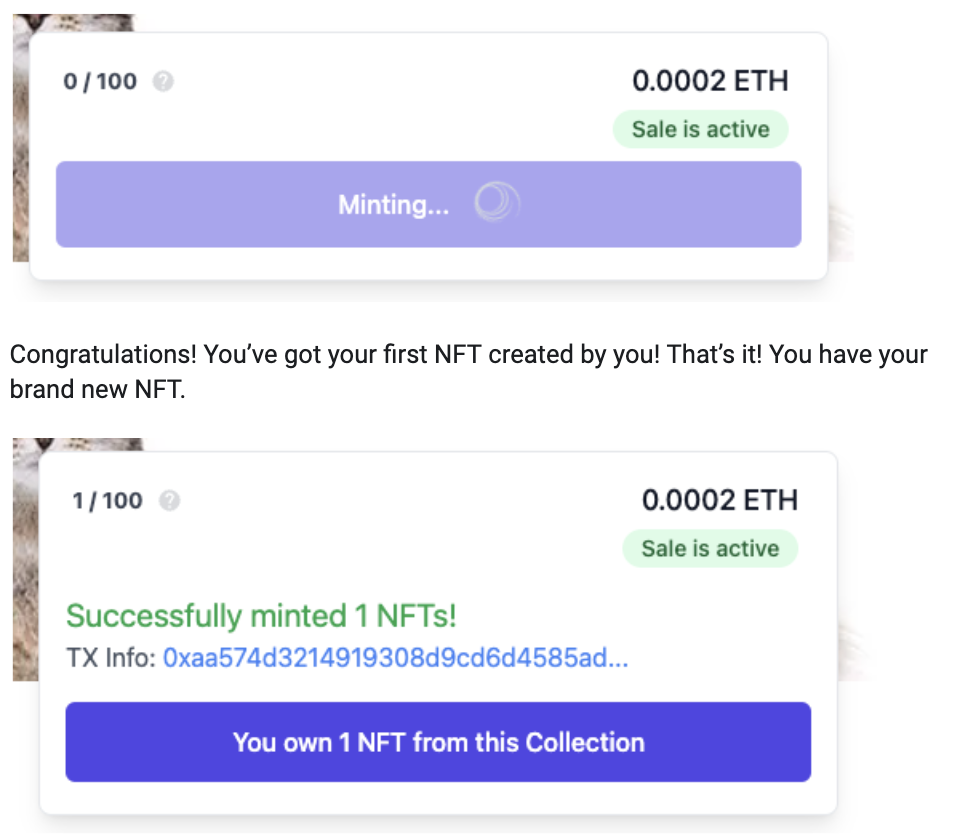 0 / 100 ?
0.0002 ETH
Sale is active
Minting...
Congratulations! You’ve got your first NFT created by you! That’s it! You have your
brand new NFT.
1 / 100 ?
0.0002 ETH
Sale is active
Successfully minted 1 NFTs!
TX Info: 0xaa574d3214919308d9cd6d4585ad...
You own 1 NFT from this Collection